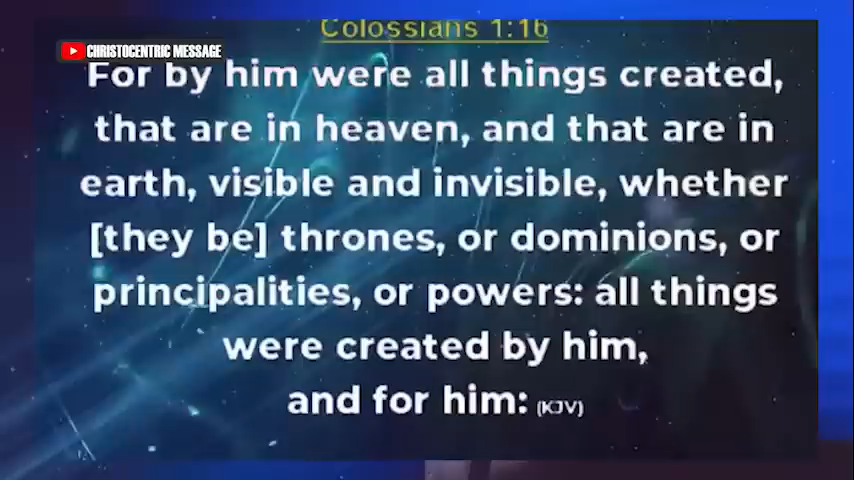 Colossians 1:16
CHRISTOCENTRIC MESSAGE
For by him were all things created,
that are in heaven, and that are in
earth, visible and invisible, whether
[they be] thrones, or dominions, or
principalities, or powers: all things
were created by him,
and for him: (KJV)